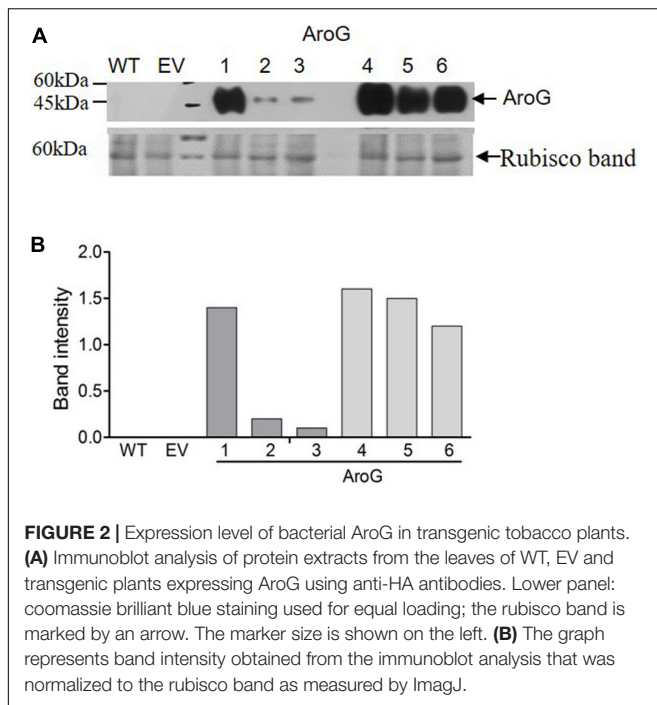 A
AroG
WT EV 1 2 3 4 5 6
60kDa
45kDa
AroG
60kDa
Rubisco band
B
2.0
1.5
1.0
0.5
0.0
Band intensity
WT EV 1 2 3 4 5 6
AroG
FIGURE 2 | Expression level of bacterial AroG in transgenic tobacco plants.
(A) Immunoblot analysis of protein extracts from the leaves of WT, EV and
transgenic plants expressing AroG using anti-HA antibodies. Lower panel:
coomassie brilliant blue staining used for equal loading; the rubisco band is
marked by an arrow. The marker size is shown on the left. (B) The graph
represents band intensity obtained from the immunoblot analysis that was
normalized to the rubisco band as measured by ImagJ.